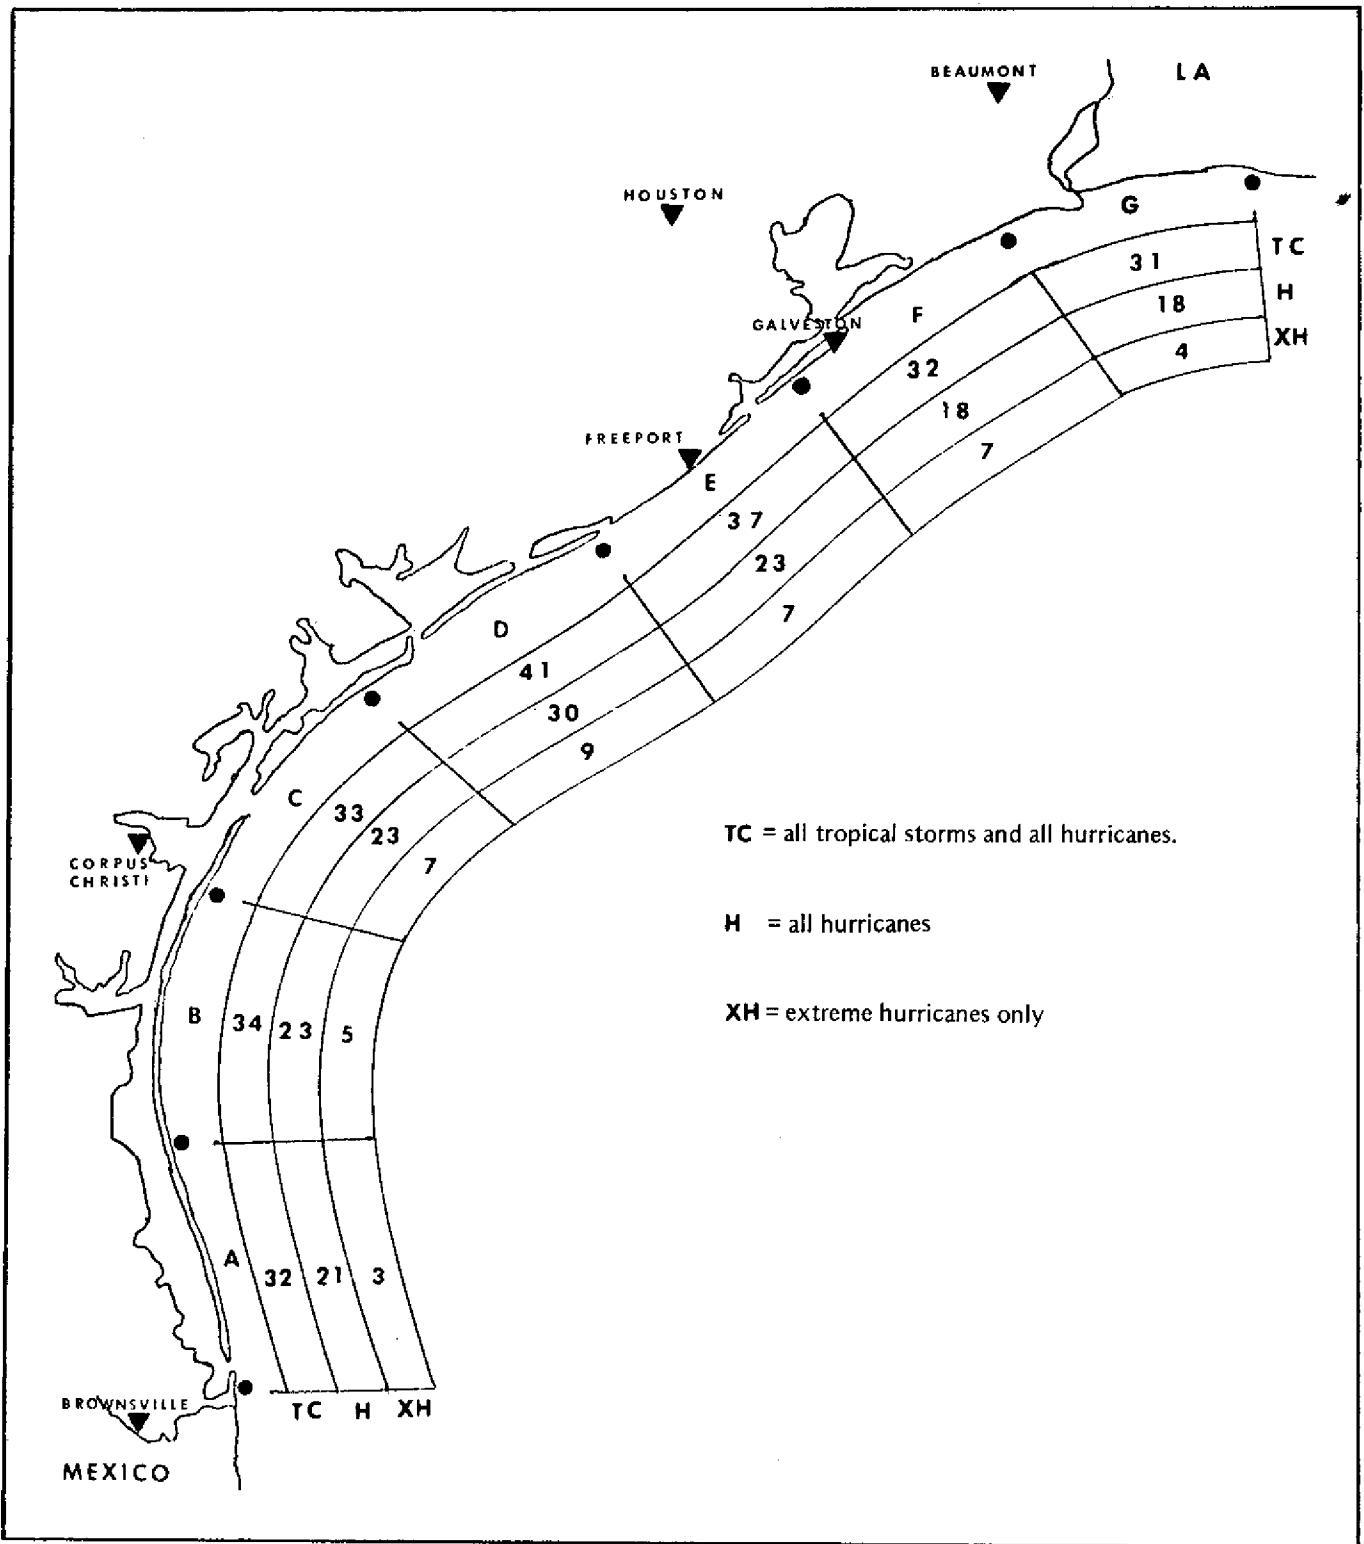 BEAUMONT
LA
HOUSTON
G
TC
31
H
18
XH
4
GALVESTON
F
32
18
7
FREEPORT
E
37
23
7
D
41
30
9
C
33
23
7
CORPUS
CHRISTI
TC = all tropical storms and all hurricanes.
H = all hurricanes
XH = extreme hurricanes only
B
34
23
5
A
32
21
3
BROWNSVILLE
TC H XH
MEXICO